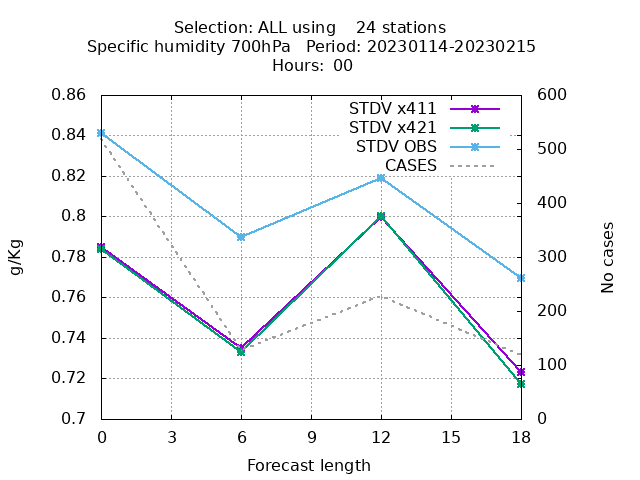 Selection: ALL using    24 stations
Specific humidity 700hPa   Period: 20230114-20230215
Hours:  00
0.86
0.84
0.82
0.8
0.78
0.76
0.74
0.72
0.7
600
500
400
300
200
100
0
STDV x411
STDV x421
STDV OBS
CASES
g/Kg
No cases
0 3 6 9 12 15 18
Forecast length